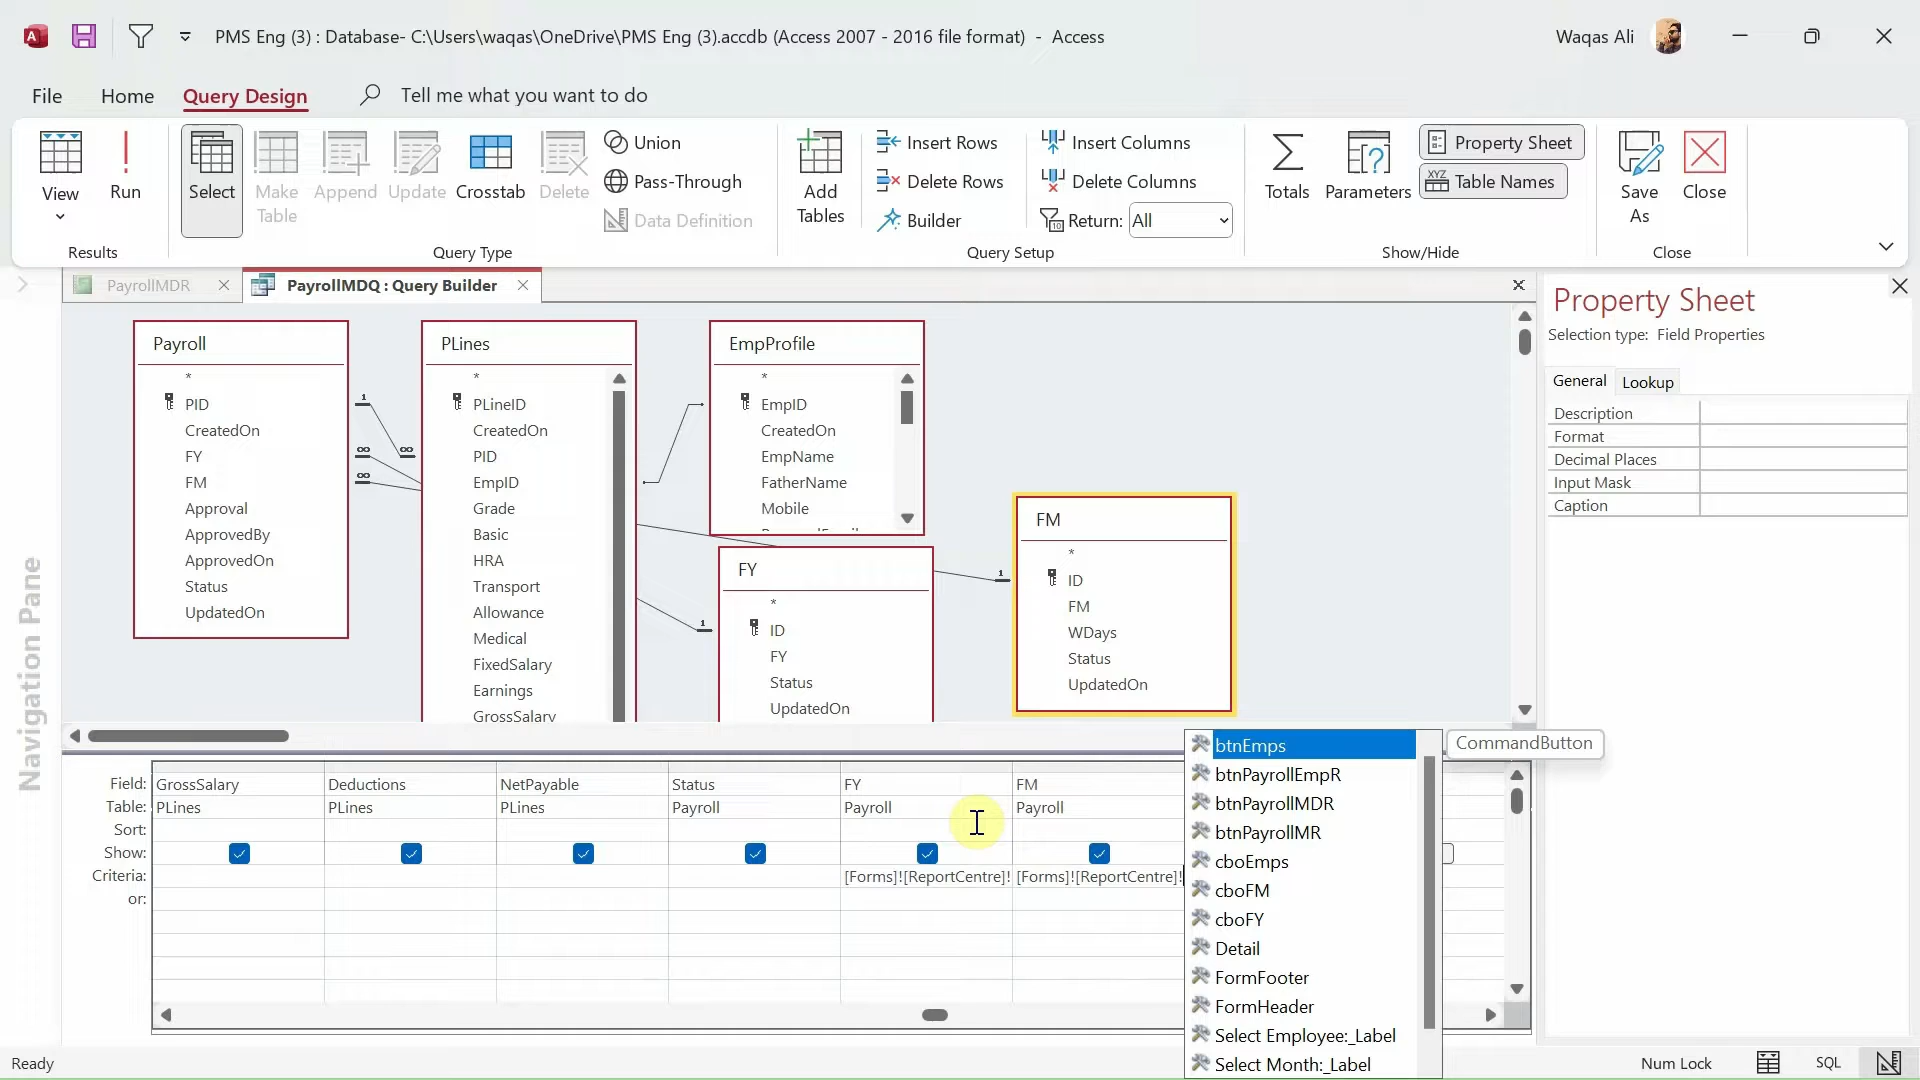 PMS Eng (3) : Database- C:\Users\waqas\OneDrive\PMS Eng (3).accdb (Access 2007 - 2016 file format) - Access
Waqas Ali
File
Home
Query Design
Tell me what you want to do
View
Run
Results
Select
Make Table
Append
Update
Crosstab
Delete
Union
Pass-Through
Data Definition
Query Type
Add Tables
Insert Rows
Delete Rows
Builder
Insert Columns
Delete Columns
Return: All
Query Setup
Totals
Parameters
Property Sheet
Table Names
Show/Hide
Save As
Close
Close
PayrollMDR
PayrollMDQ : Query Builder
Navigation Pane
Payroll
*
PID
CreatedOn
FY
FM
Approval
ApprovedBy
ApprovedOn
Status
UpdatedOn
PLines
*
PLineID
CreatedOn
PID
EmpID
Grade
Basic
HRA
Transport
Allowance
Medical
FixedSalary
Earnings
GrossSalary
EmpProfile
*
EmpID
CreatedOn
EmpName
FatherName
Mobile
FY
*
ID
FY
Status
UpdatedOn
FM
*
ID
FM
WDays
Status
UpdatedOn
Property Sheet
Selection type: Field Properties
General
Lookup
Description
Format
Decimal Places
Input Mask
Caption
Field: GrossSalary Deductions NetPayable Status FY FM
Table: PLines PLines PLines Payroll Payroll Payroll
Sort:
Show:
Criteria: [Forms]![ReportCentre]! [Forms]![ReportCentre]!
or:
btnEmps
btnPayrollEmpR
btnPayrollMDR
btnPayrollMR
cboEmps
cboFM
cboFY
Detail
FormFooter
FormHeader
Select Employee:_Label
Select Month:_Label
CommandButton
Ready
Num Lock
SQL